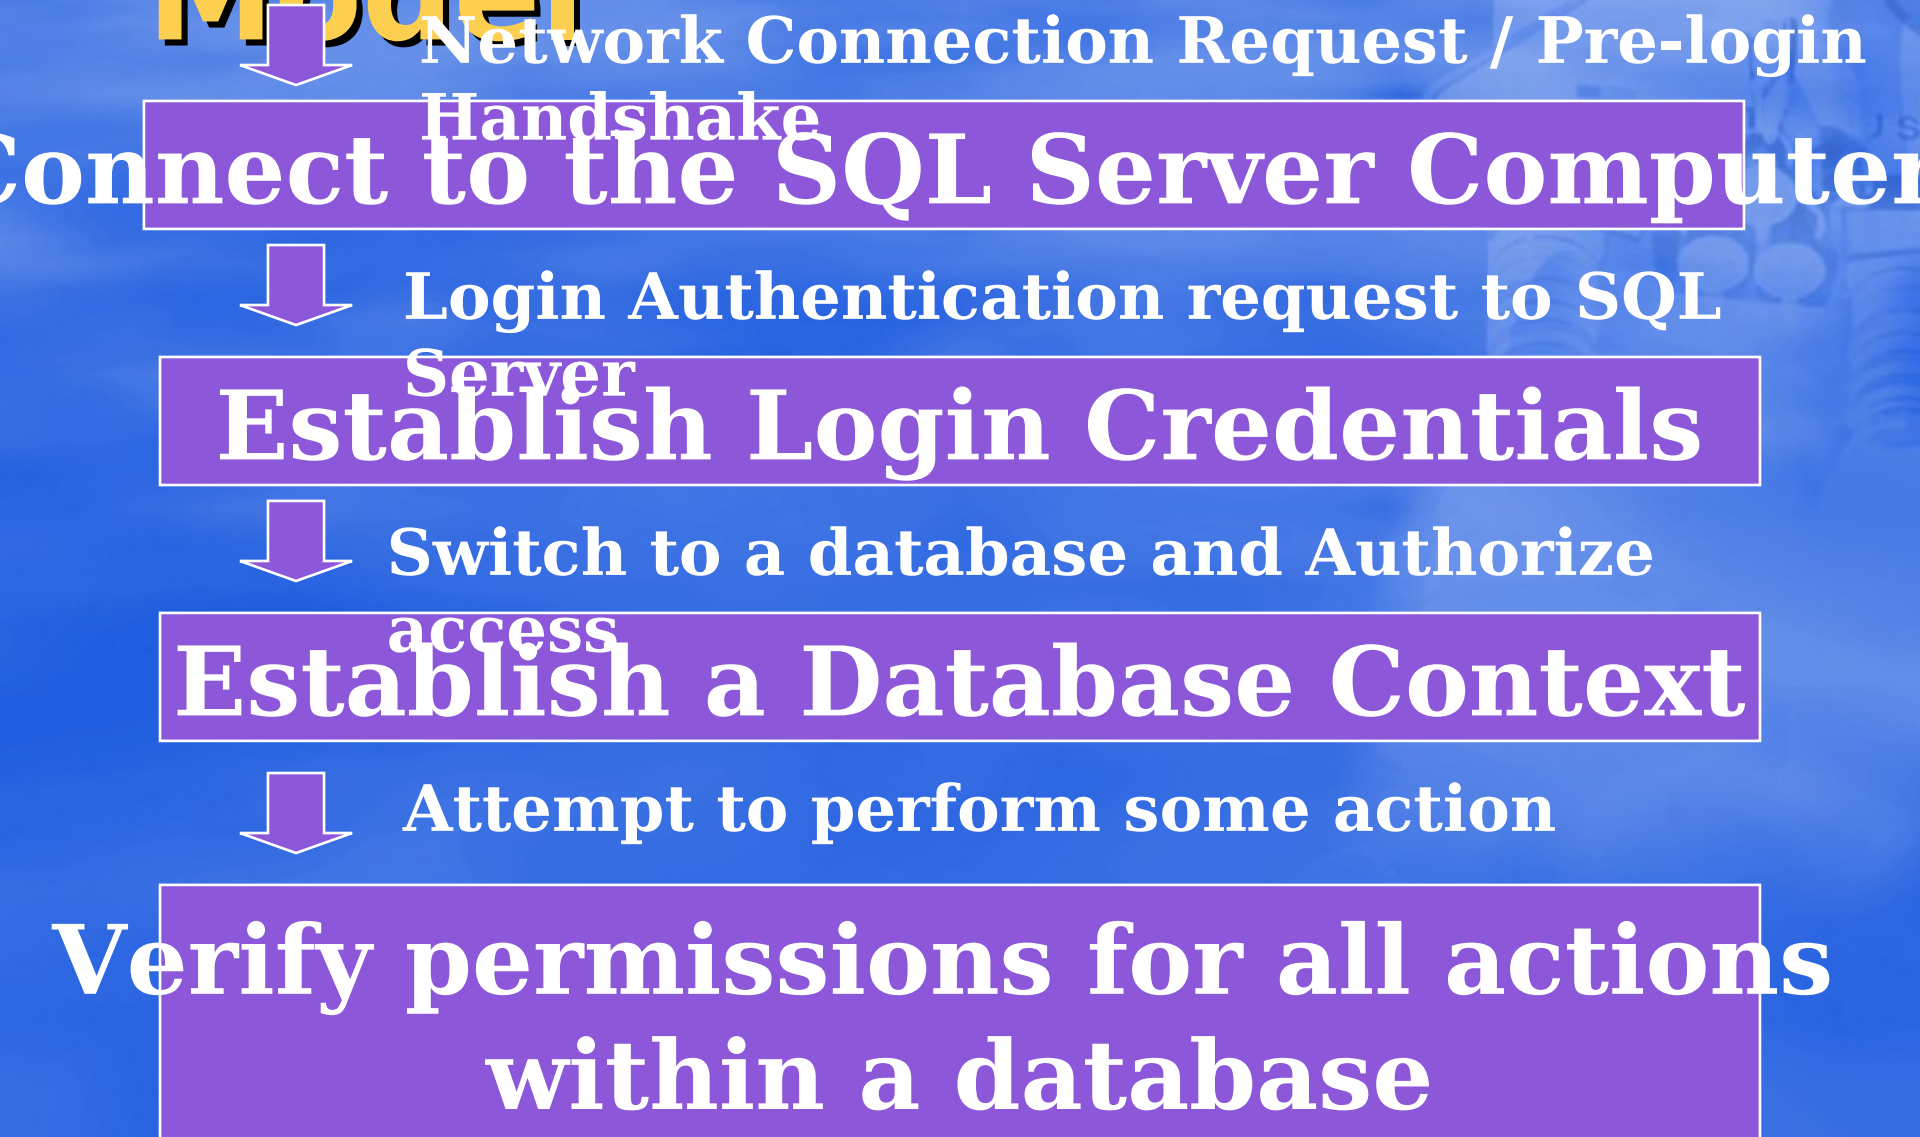 Model
Network Connection Request / Pre-login
Handshake
Connect to the SQL Server Computer
Login Authentication request to SQL
Server
Establish Login Credentials
Switch to a database and Authorize
access
Establish a Database Context
Attempt to perform some action
Verify permissions for all actions
within a database